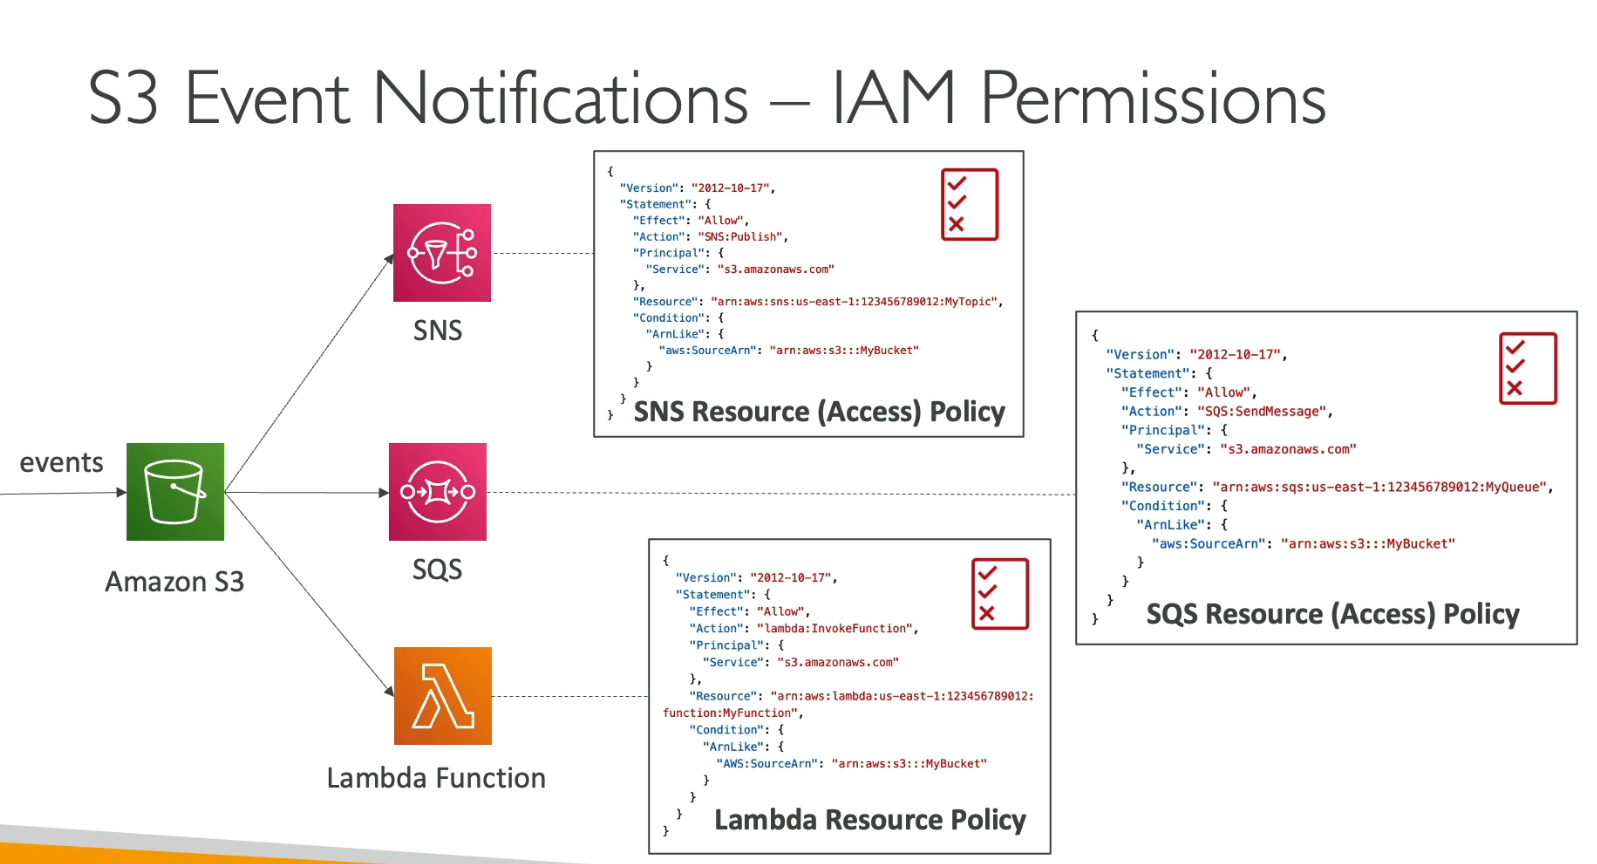 S3 Event Notifications – IAM Permissions
{
"Version": "2012-10-17",
"Statement": {
"Effect": "Allow",
"Action": "SNS:Publish",
"Principal": {
"Service": "s3.amazonaws.com"
},
"Resource": "arn:aws:sns:us-east-1:123456789012:MyTopic",
"Condition": {
"ArnLike": {
"aws:SourceArn": "arn:aws:s3:::MyBucket"
}
}
}
}
SNS Resource (Access) Policy
SNS
{
"Version": "2012-10-17",
"Statement": {
"Effect": "Allow",
"Action": "SQS:SendMessage",
"Principal": {
"Service": "s3.amazonaws.com"
},
"Resource": "arn:aws:sqs:us-east-1:123456789012:MyQueue",
"Condition": {
"ArnLike": {
"aws:SourceArn": "arn:aws:s3:::MyBucket"
}
}
}
}
SQS Resource (Access) Policy
events
Amazon S3
SQS
{
"Version": "2012-10-17",
"Statement": {
"Effect": "Allow",
"Action": "lambda:InvokeFunction",
"Principal": {
"Service": "s3.amazonaws.com"
},
"Resource": "arn:aws:lambda:us-east-1:123456789012:
function:MyFunction",
"Condition": {
"ArnLike": {
"AWS:SourceArn": "arn:aws:s3:::MyBucket"
}
}
}
}
Lambda Resource Policy
Lambda Function